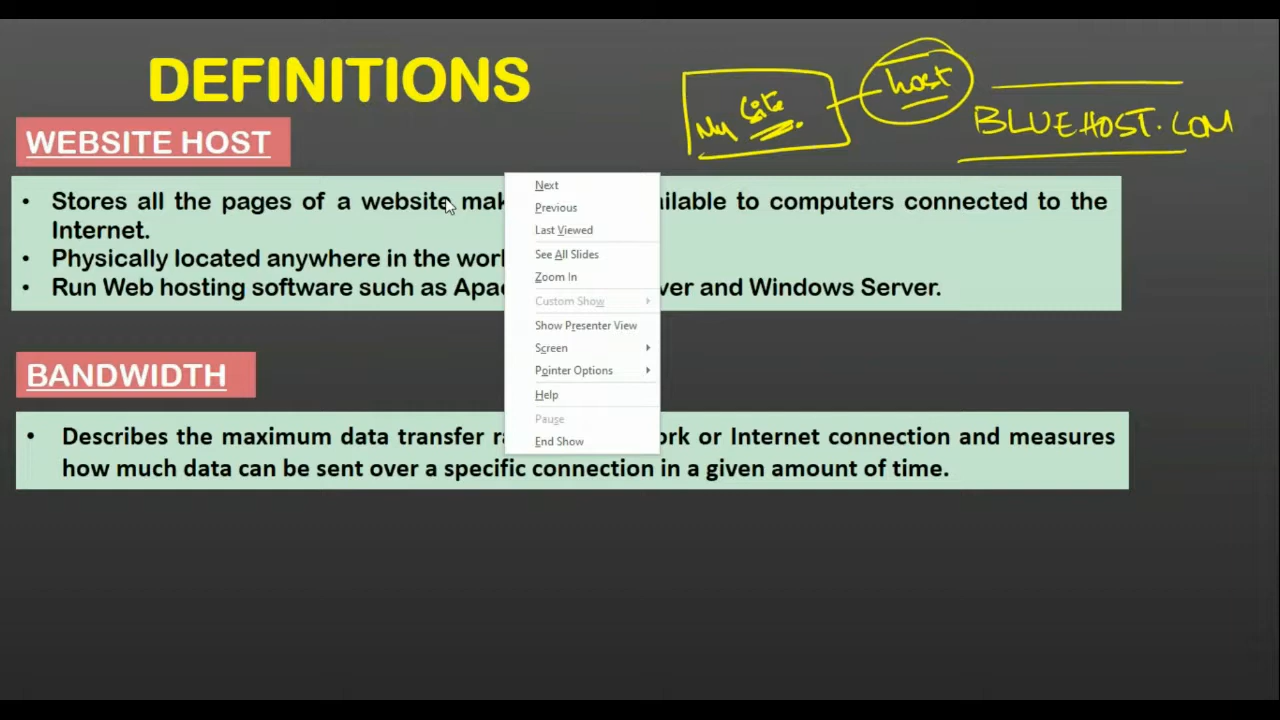 DEFINITIONS
My Site
host
BLUEHOST.COM
WEBSITE HOST
• Stores all the pages of a website mak ilable to computers connected to the
Internet.
• Physically located anywhere in the worl
• Run Web hosting software such as Apac ver and Windows Server.
Next
Previous
Last Viewed
See All Slides
Zoom In
Custom Show
Show Presenter View
Screen
Pointer Options
Help
Pause
End Show
BANDWIDTH
• Describes the maximum data transfer ra rk or Internet connection and measures
how much data can be sent over a specific connection in a given amount of time.